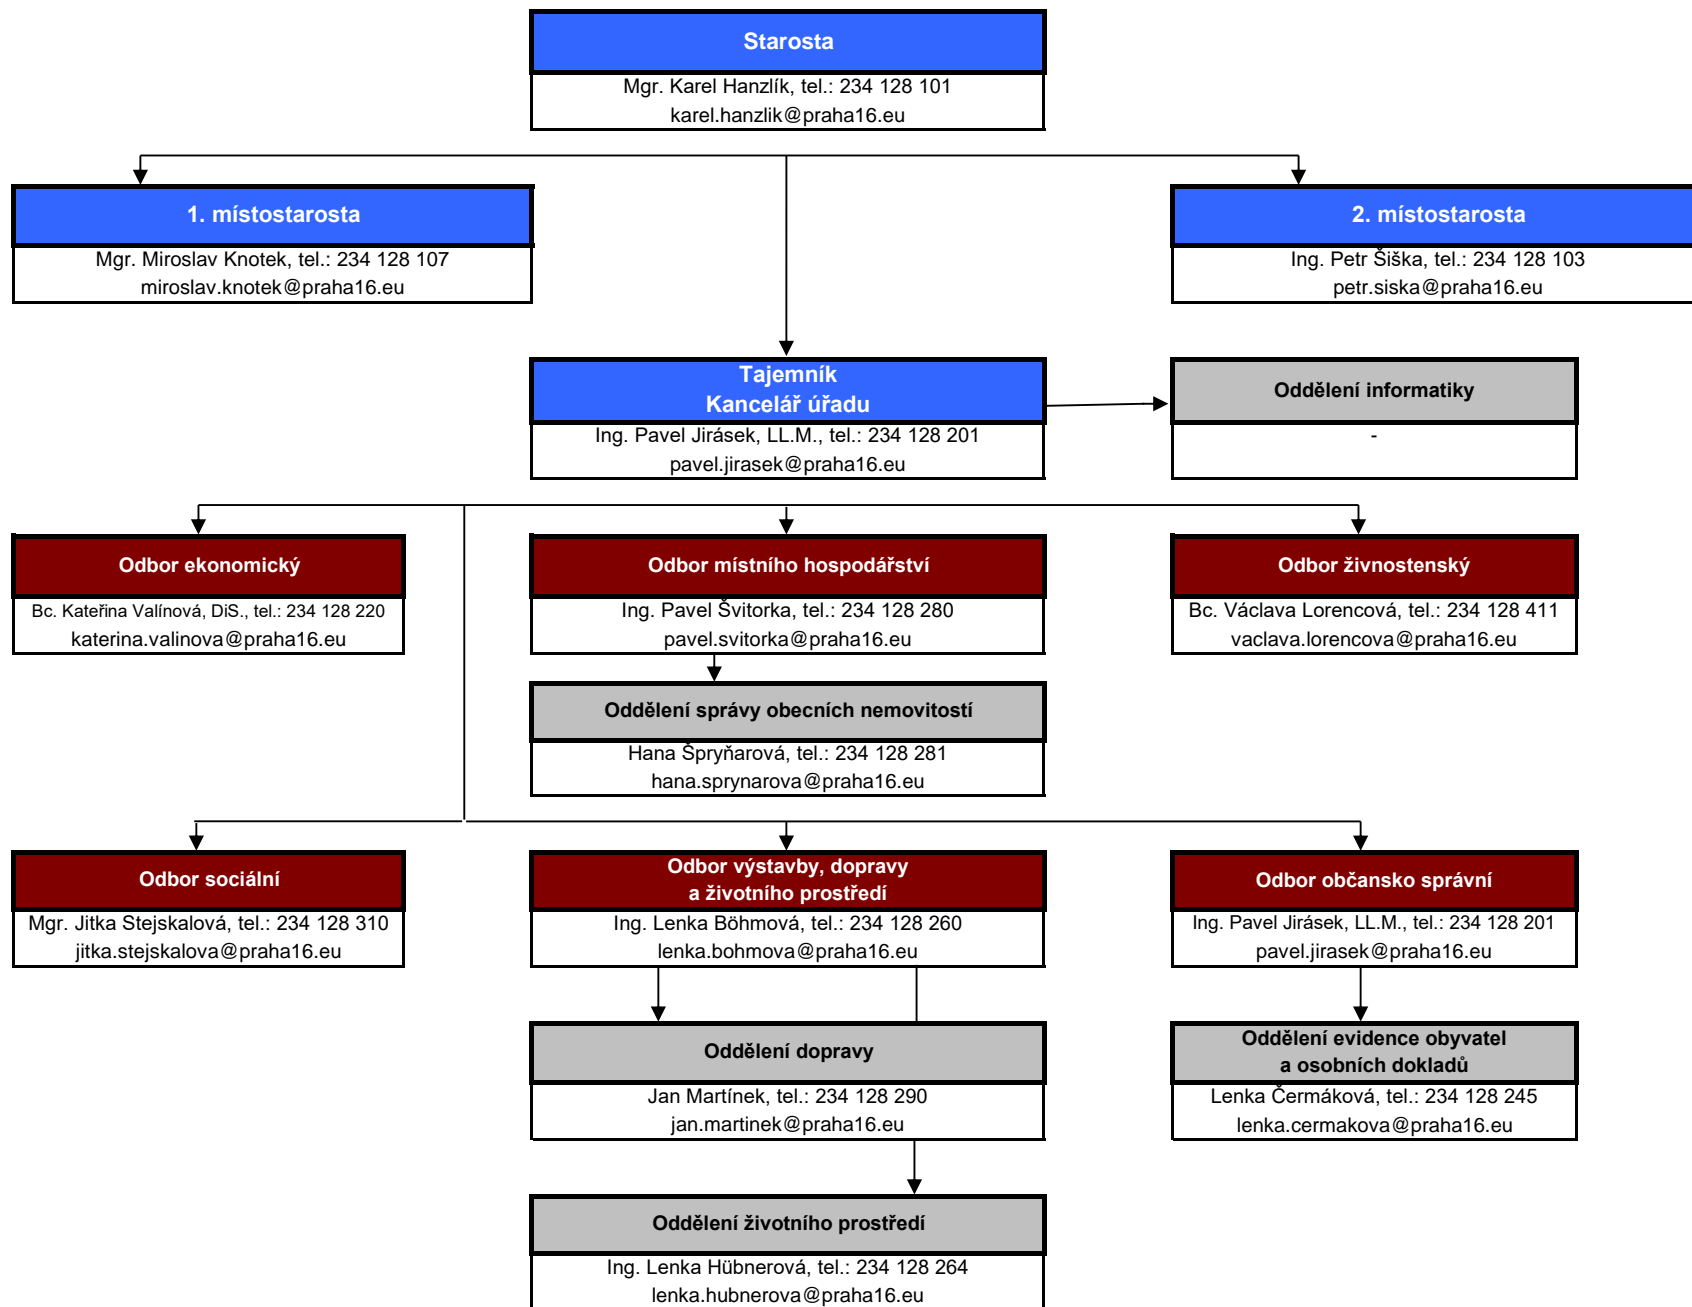 Starosta
Mgr. Karel Hanzlík, tel.: 234 128 101
karel.hanzlik@praha16.eu
1. místostarosta
Mgr. Miroslav Knotek, tel.: 234 128 107
miroslav.knotek@praha16.eu
2. místostarosta
Ing. Petr Šiška, tel.: 234 128 103
petr.siska@praha16.eu
Tajemník
Kancelář úřadu
Ing. Pavel Jirásek, LL.M., tel.: 234 128 201
pavel.jirasek@praha16.eu
Oddělení informatiky
-
Odbor ekonomický
Bc. Kateřina Valínová, DiS., tel.: 234 128 220
katerina.valinova@praha16.eu
Odbor místního hospodářství
Ing. Pavel Švitorka, tel.: 234 128 280
pavel.svitorka@praha16.eu
Odbor živnostenský
Bc. Václava Lorencová, tel.: 234 128 411
vaclava.lorencova@praha16.eu
Oddělení správy obecních nemovitostí
Hana Špryňarová, tel.: 234 128 281
hana.sprynarova@praha16.eu
Odbor sociální
Mgr. Jitka Stejskalová, tel.: 234 128 310
jitka.stejskalova@praha16.eu
Odbor výstavby, dopravy
a životního prostředí
Ing. Lenka Böhmová, tel.: 234 128 260
lenka.bohmova@praha16.eu
Odbor občansko správní
Ing. Pavel Jirásek, LL.M., tel.: 234 128 201
pavel.jirasek@praha16.eu
Oddělení dopravy
Jan Martínek, tel.: 234 128 290
jan.martinek@praha16.eu
Oddělení evidence obyvatel
a osobních dokladů
Lenka Čermáková, tel.: 234 128 245
lenka.cermakova@praha16.eu
Oddělení životního prostředí
Ing. Lenka Hübnerová, tel.: 234 128 264
lenka.hubnerova@praha16.eu